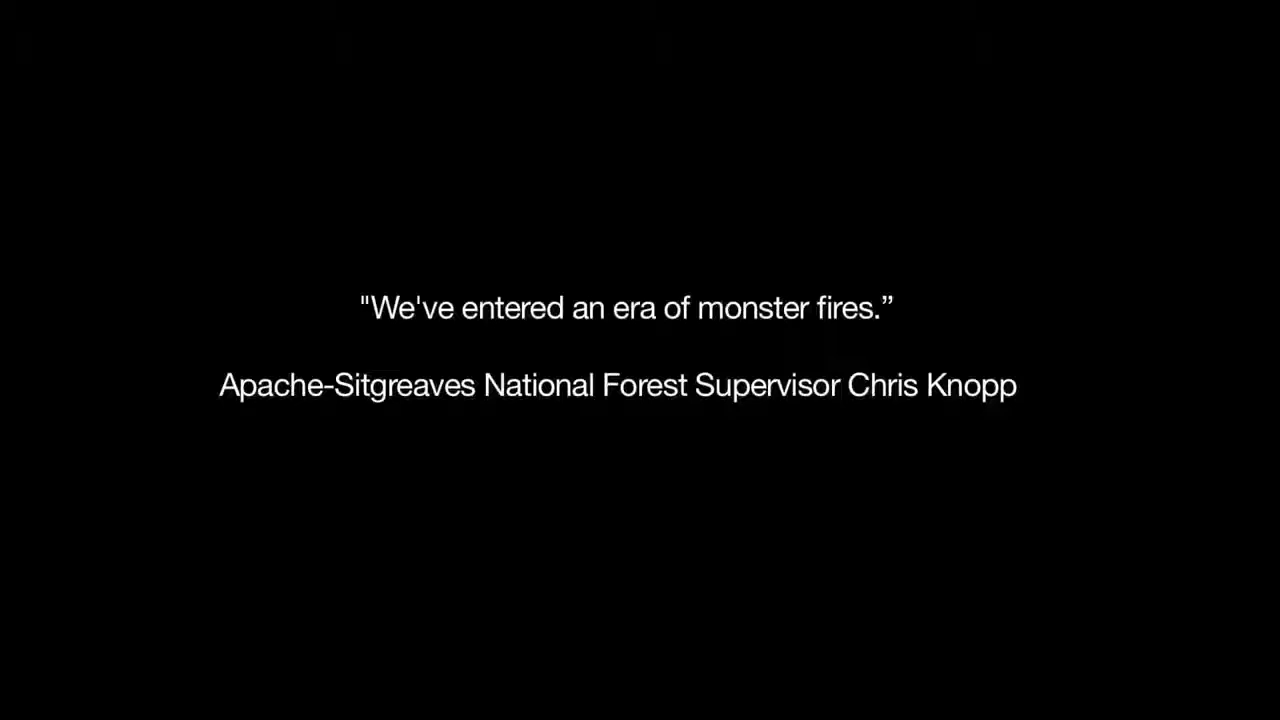 "We've entered an era of monster fires.”
Apache-Sitgreaves National Forest Supervisor Chris Knopp